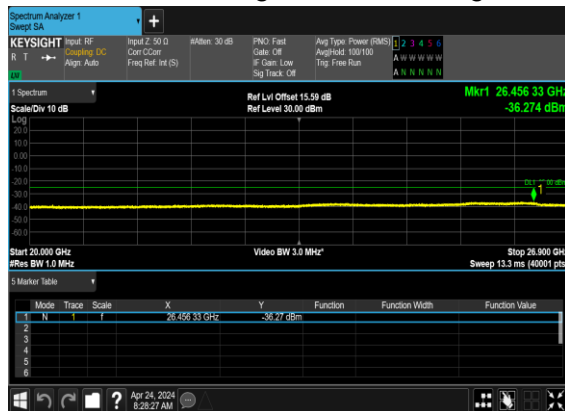 Spectrum Analyzer 1
Swept SA
KEYSIGHT Input: RF Input Z: 50 Ω #Atten: 30 dB PNO: Fast Avg Type: Power (RMS) 1 2 3 4 5 6
R T Coupling: DC Corr CCorr Gate: Off Avg|Hold: 100/100 A W W W W W
Align: Auto Freq Ref: Int (S) IF Gain: Low Trig: Free Run
Sig Track: Off A N N N N N
1 Spectrum Ref Lvl Offset 15.59 dB Mkr1 26.456 33 GHz
Scale/Div 10 dB Ref Level 30.00 dBm -36.274 dBm
Log
20.0
10.0
0.00
-10.0
-20.0
-30.0
-40.0
-50.0
-60.0
1
Start 20.000 GHz Video BW 3.0 MHz* Stop 26.900 GHz
#Res BW 1.0 MHz Sweep 13.3 ms (40001 pts
5 Marker Table
Mode Trace Scale X Y Function Function Width Function Value
1 N 1 f 26.456 33 GHz -36.27 dBm
2
3
4
5
6
? Apr 24, 2024
8:28:27 AM